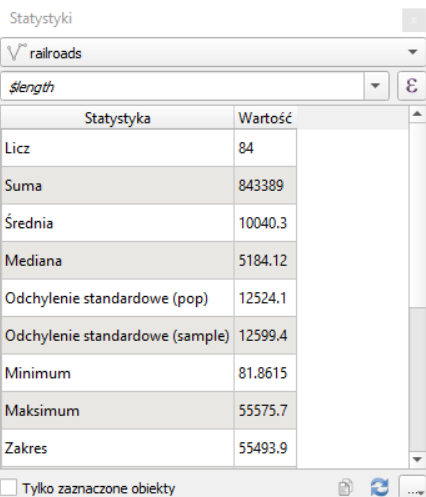 Statystyki
railroads
$length
ε
Statystyka Wartość
Licz 84
Suma 843389
Średnia 10040.3
Mediana 5184.12
Odchylenie standardowe (pop) 12524.1
Odchylenie standardowe (sample) 12599.4
Minimum 81.8615
Maksimum 55575.7
Zakres 55493.9
Tylko zaznaczone obiekty ...